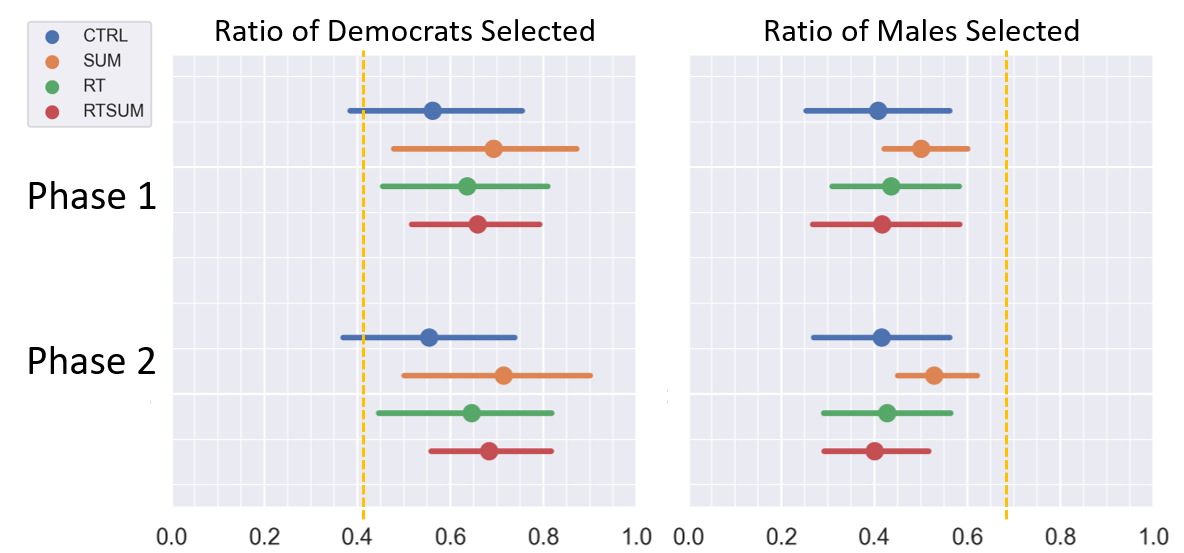 Ratio of Democrats Selected
Ratio of Males Selected
CTRL
SUM
RT
RTSUM
Phase 1
Phase 2
0.0 0.2 0.4 0.6 0.8 1.0
0.0 0.2 0.4 0.6 0.8 1.0